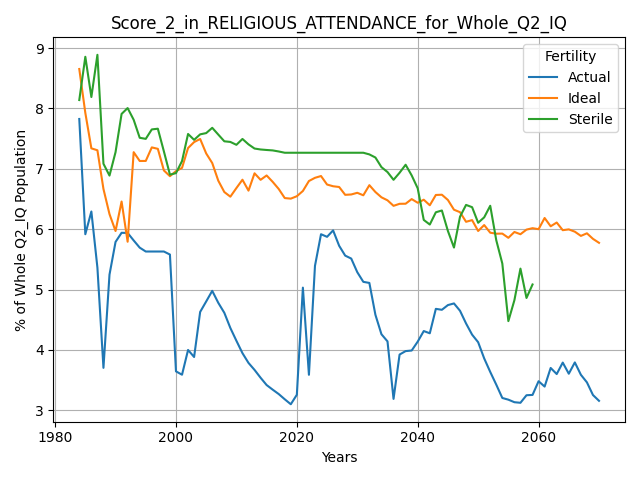 Score_2_in_RELIGIOUS_ATTENDANCE_for_Whole_Q2_IQ
Fertility
Actual
Ideal
Sterile
% of Whole Q2_IQ Population
9
8
7
6
5
4
3
1980
2000
2020
2040
2060
Years